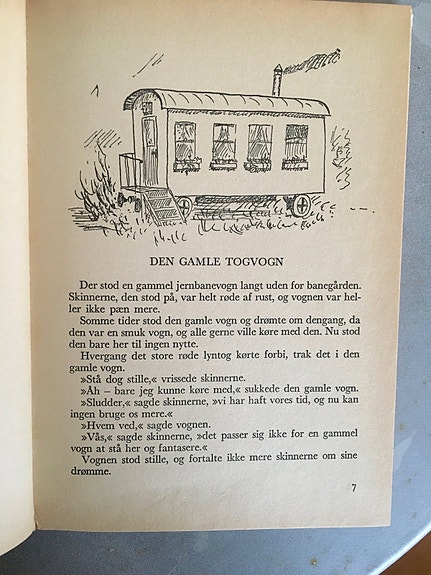 DEN GAMLE TOGVOGN
Der stod en gammel jernbanevogn langt uden for banegården.
Skinnerne, den stod på, var helt røde af rust, og vognen var hel-
ler ikke pæn mere.
Somme tider stod den gamle vogn og drømte om dengang, da
den var en smuk vogn, og alle gerne ville køre med den. Nu stod
den bare her til ingen nytte.
Hvergang det store røde lyntog kørte forbi, trak det i den
gamle vogn.
»Stå dog stille,« vrissede skinnerne.
»Åh – bare jeg kunne køre med,« sukkede den gamle vogn.
»Sludder,« sagde skinnerne, »vi har haft vores tid, og nu kan
ingen bruge os mere.«
»Hvem ved,« sagde vognen.
»Vås,« sagde skinnerne, »det passer sig ikke for en gammel
vogn at stå her og fantasere.«
Vognen stod stille, og fortalte ikke mere skinnerne om sine
drømme.
7